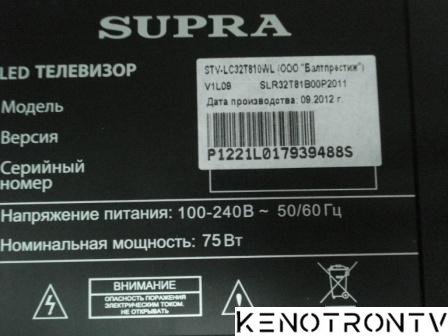 SUPRA
LED ТЕЛЕВИЗОР
STV-LC32T810WL (ООО "Балтпрестиж")
Модель
V1L09 SLR32T81B00P2011
Дата производства: 09.2012 г.
Версия
P1221L017939488S
Серийный
номер
Напряжение питания: 100-240В ~ 50/60 Гц
Номинальная мощность: 75 Вт
ВНИМАНИЕ
ОПАСНОСТЬ ПОРАЖЕНИЯ
ЭЛЕКТРИЧЕСКИМ ТОКОМ.
НЕ ОТКРЫВАТЬ
KENOTRONTV